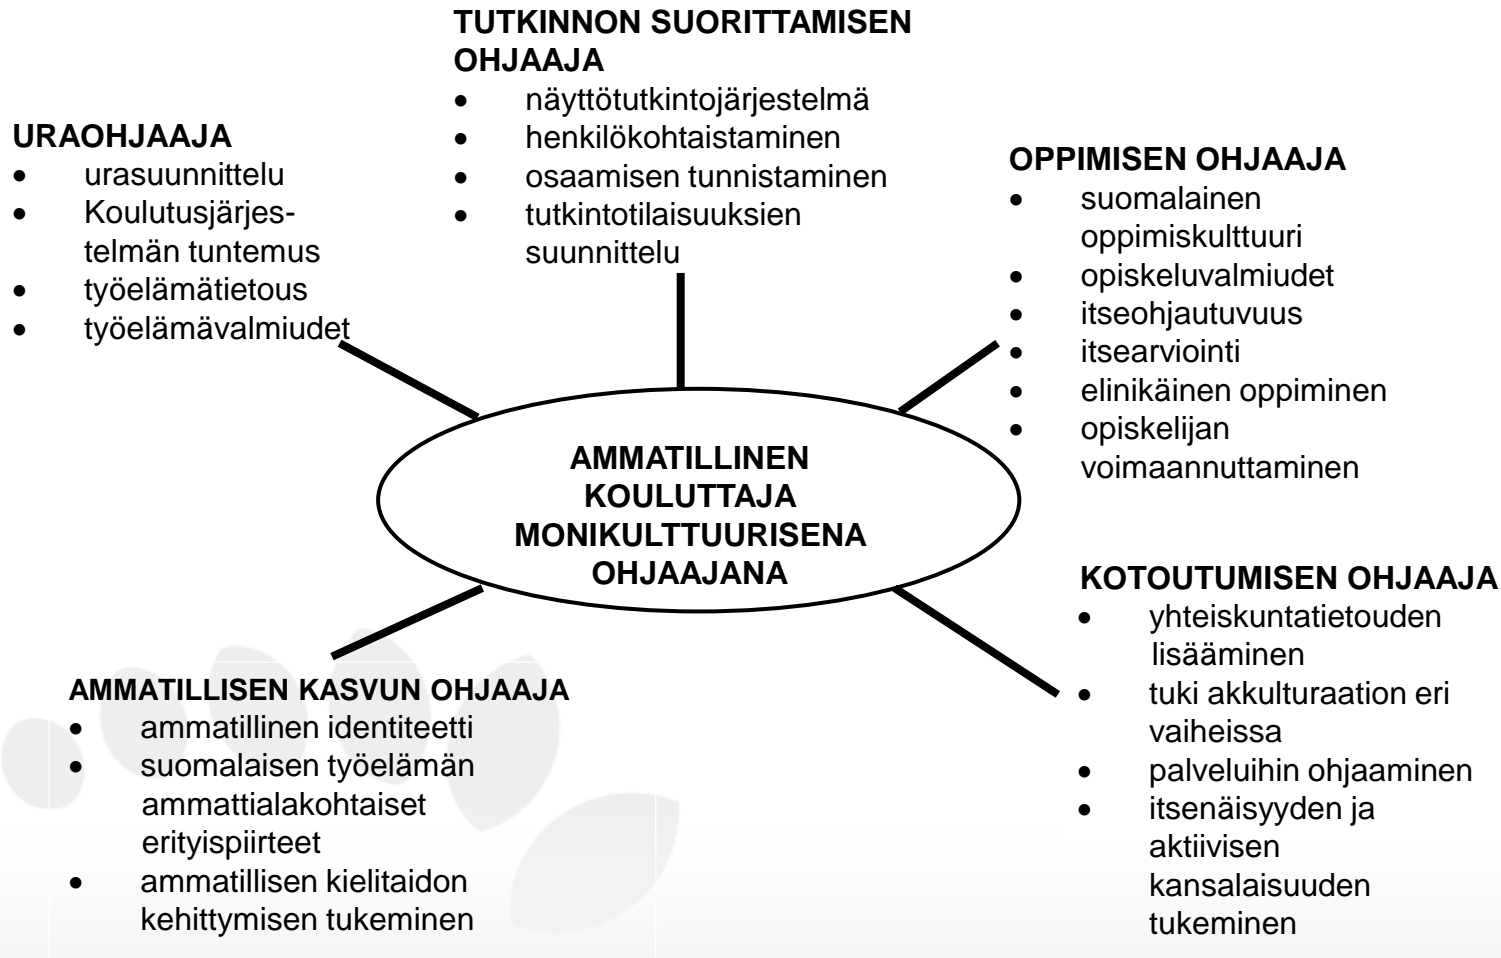 TUTKINNON SUORITTAMISEN
OHJAAJA
• näyttötutkintojärjestelmä
• henkilökohtaistaminen
• osaamisen tunnistaminen
• tutkintotilaisuuksien
suunnittelu
URAOHJAAJA
• urasuunnittelu
• Koulutusjärjes-
telmän tuntemus
• työelämätietous
• työelämävalmiudet
OPPIMISEN OHJAAJA
• suomalainen
oppimiskulttuuri
• opiskeluvalmiudet
• itseohjautuvuus
• itsearviointi
• elinikäinen oppiminen
• opiskelijan
voimaannuttaminen
AMMATILLINEN
KOULUTTAJA
MONIKULTTUURISENA
OHJAAJANA
KOTOUTUMISEN OHJAAJA
• yhteiskuntatietouden
lisääminen
• tuki akkulturaation eri
vaiheissa
• palveluihin ohjaaminen
• itsenäisyyden ja
aktiivisen
kansalaisuuden
tukeminen
AMMATILLISEN KASVUN OHJAAJA
• ammatillinen identiteetti
• suomalaisen työelämän
ammattialakohtaiset
erityispiirteet
• ammatillisen kielitaidon
kehittymisen tukeminen